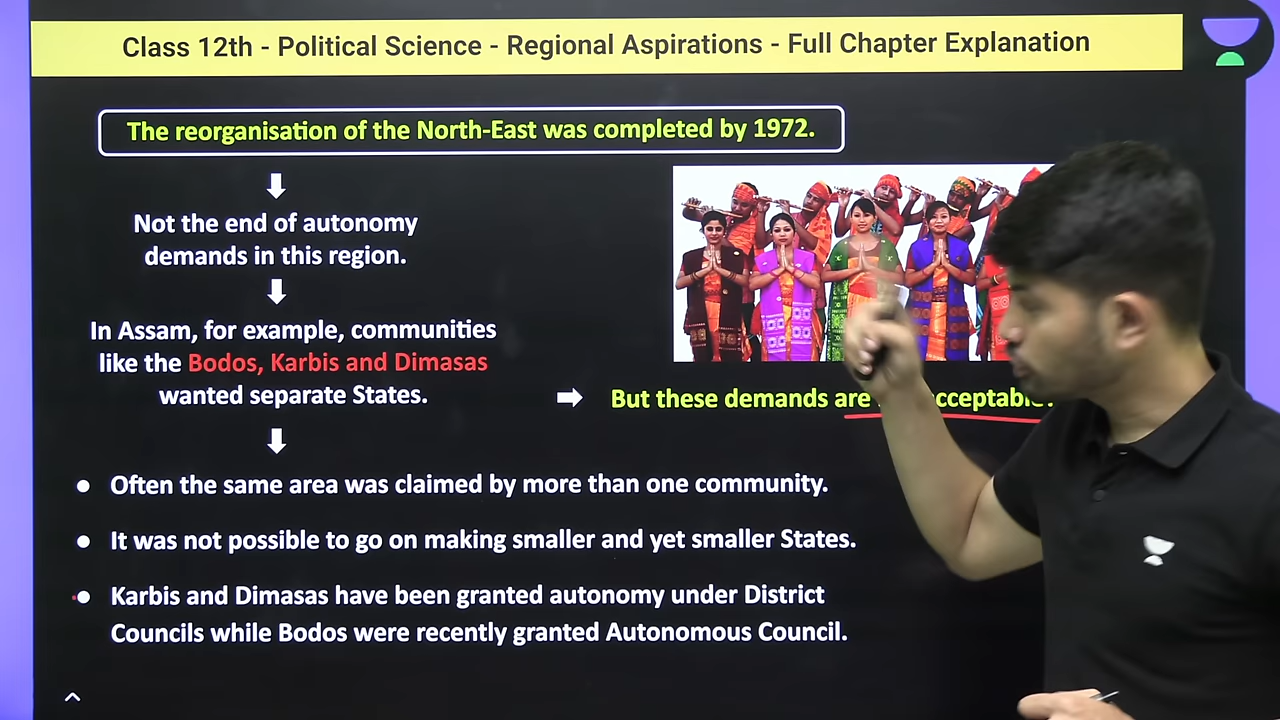 Class 12th - Political Science - Regional Aspirations - Full Chapter Explanation
The reorganisation of the North-East was completed by 1972.
Not the end of autonomy
demands in this region.
In Assam, for example, communities
like the Bodos, Karbis and Dimasas
wanted separate States.
But these demands are acceptable.
Often the same area was claimed by more than one community.
It was not possible to go on making smaller and yet smaller States.
Karbis and Dimasas have been granted autonomy under District
Councils while Bodos were recently granted Autonomous Council.